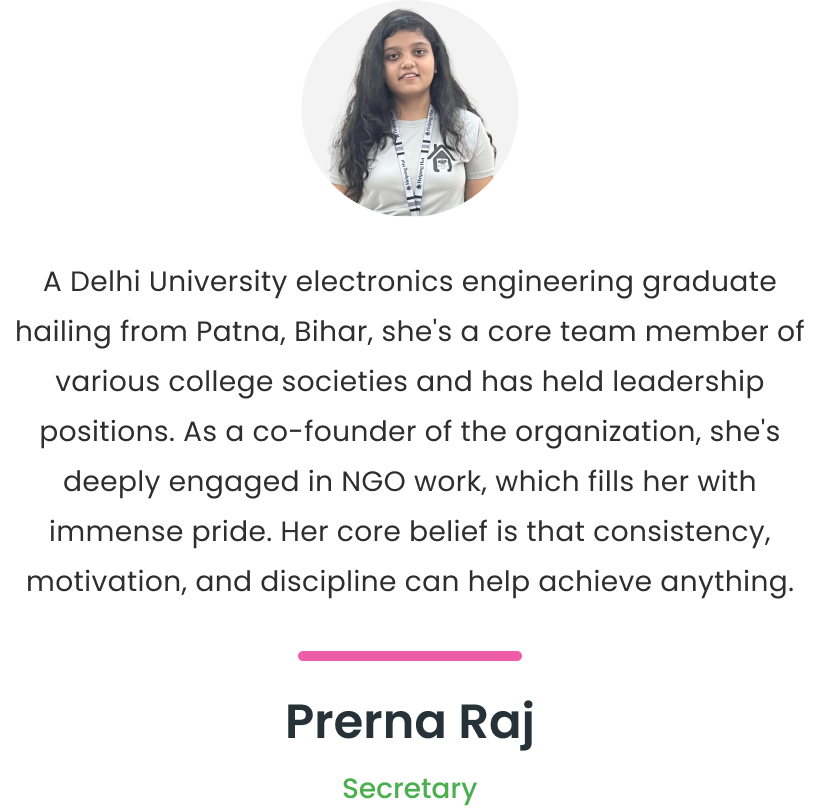 A Delhi University electronics engineering graduate
hailing from Patna, Bihar, she's a core team member of
various college societies and has held leadership
positions. As a co-founder of the organization, she's
deeply engaged in NGO work, which fills her with
immense pride. Her core belief is that consistency,
motivation, and discipline can help achieve anything.
Prerna Raj
Secretary